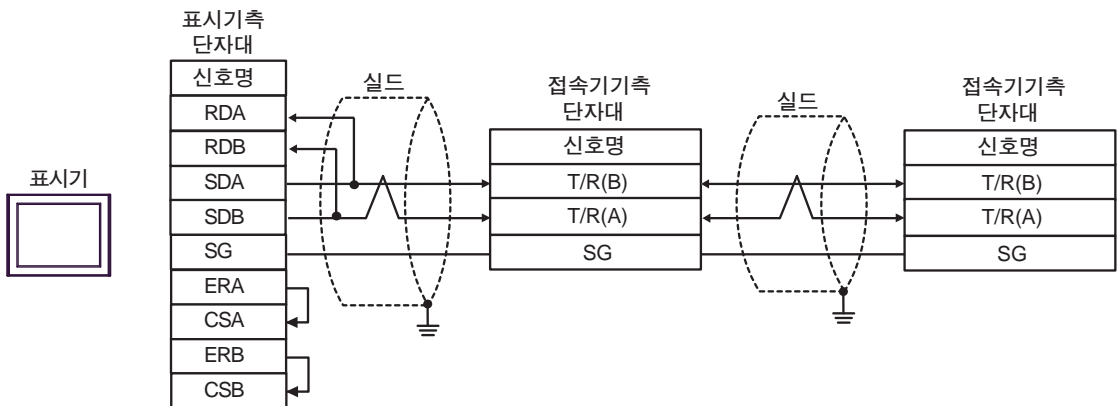 표시기
표시기측
단자대
신호명
RDA
RDB
SDA
SDB
SG
ERA
CSA
ERB
CSB
실드
접속기기측
단자대
신호명
T/R(B)
T/R(A)
SG
실드
접속기기측
단자대
신호명
T/R(B)
T/R(A)
SG